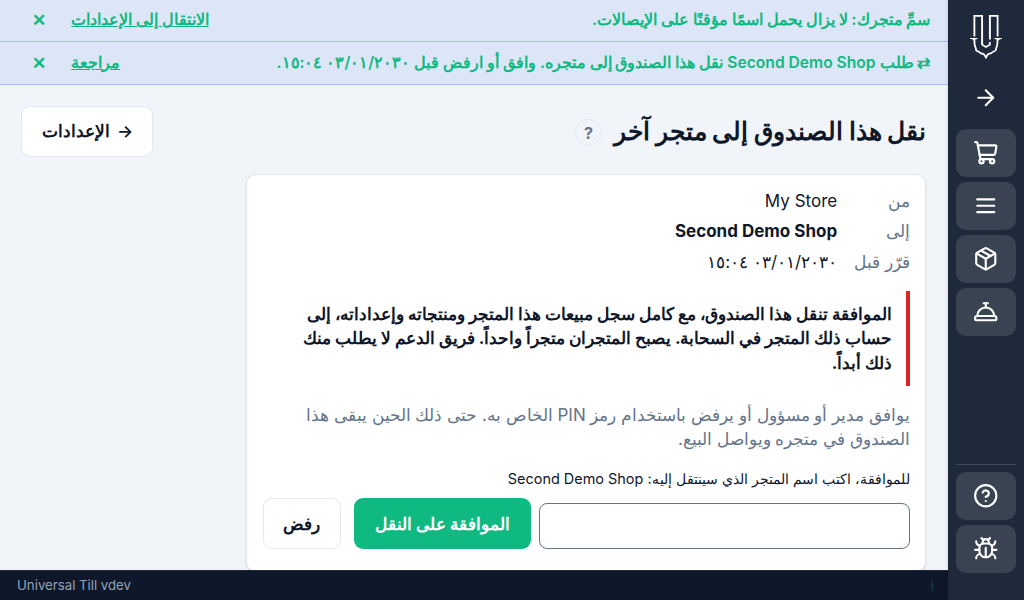 سمِّ متجرك: لا يزال يحمل اسمًا مؤقتًا على الإيصالات. الانتقال إلى الإعدادات ✕
⇄ طلب Second Demo Shop نقل هذا الصندوق إلى متجره. وافق أو ارفض قبل ٠٣/٠١/٢٠٣٠ ١٥:٠٤. مراجعة ✕
نقل هذا الصندوق إلى متجر آخر ?
→ الإعدادات
من My Store
إلى Second Demo Shop
قرّر قبل ٠٣/٠١/٢٠٣٠ ١٥:٠٤
الموافقة تنقل هذا الصندوق، مع كامل سجل مبيعات هذا المتجر ومنتجاته وإعداداته، إلى
حساب ذلك المتجر في السحابة. يصبح المتجران متجراً واحداً. فريق الدعم لا يطلب منك
ذلك أبداً.
يوافق مدير أو مسؤول أو يرفض باستخدام رمز PIN الخاص به. حتى ذلك الحين يبقى هذا
الصندوق في متجره ويواصل البيع.
للموافقة، اكتب اسم المتجر الذي سينتقل إليه: Second Demo Shop
الموافقة على النقل
رفض
Universal Till vdev